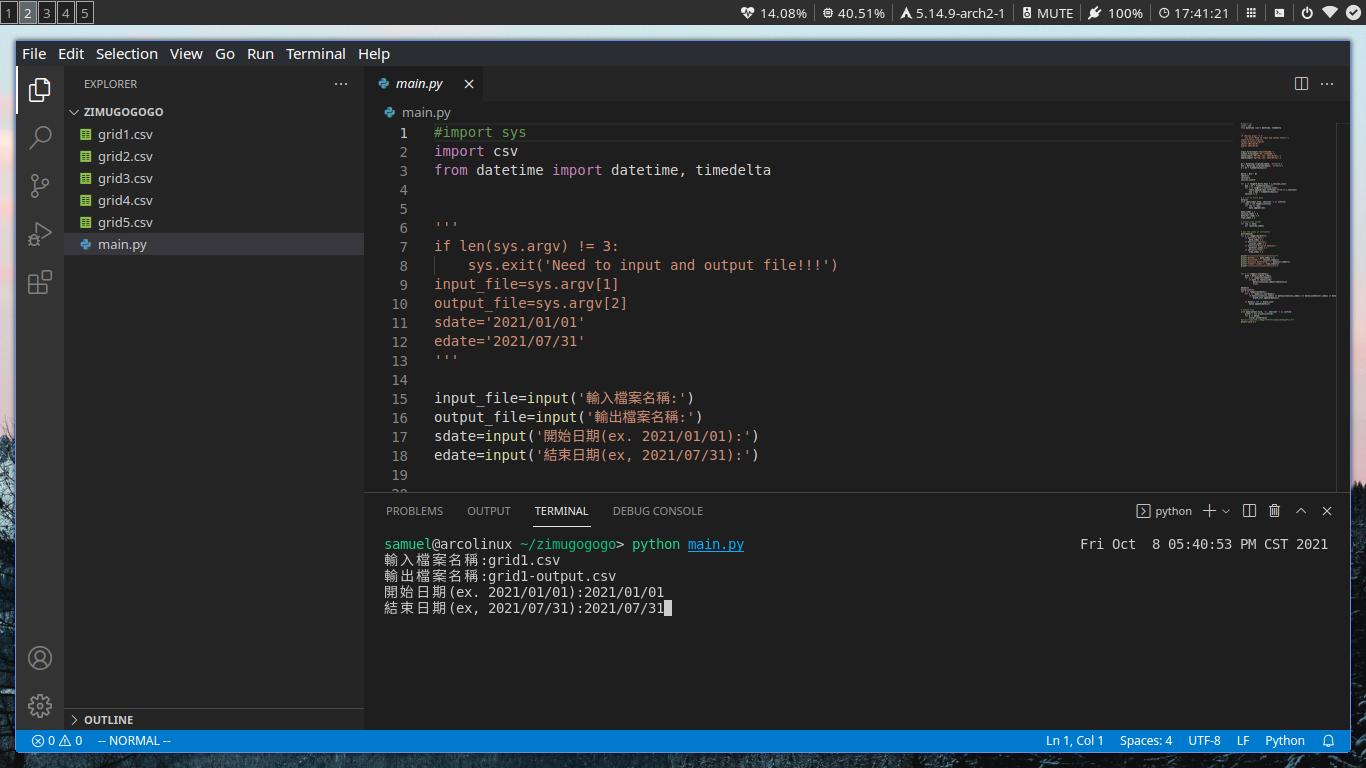 1 2 3 4 5 14.08% 40.51% 5.14.9-arch2-1 MUTE 100% 17:41:21
File Edit Selection View Go Run Terminal Help
EXPLORER
ZIMUGOGOGO
grid1.csv
grid2.csv
grid3.csv
grid4.csv
grid5.csv
main.py
OUTLINE
main.py
main.py
1 #import sys
2 import csv
3 from datetime import datetime, timedelta
4
5
6 '''
7 if len(sys.argv) != 3:
8     sys.exit('Need to input and output file!!!')
9 input_file=sys.argv[1]
10 output_file=sys.argv[2]
11 sdate='2021/01/01'
12 edate='2021/07/31'
13 '''
14
15 input_file=input('輸入檔案名稱:')
16 output_file=input('輸出檔案名稱:')
17 sdate=input('開始日期(ex. 2021/01/01):')
18 edate=input('結束日期(ex, 2021/07/31):')
19
20
PROBLEMS OUTPUT TERMINAL DEBUG CONSOLE python
samuel@arcolinux ~/zimugogogo> python main.py Fri Oct  8 05:40:53 PM CST 2021
輸入檔案名稱:grid1.csv
輸出檔案名稱:grid1-output.csv
開始日期(ex. 2021/01/01):2021/01/01
結束日期(ex, 2021/07/31):2021/07/31
0 0 -- NORMAL -- Ln 1, Col 1 Spaces: 4 UTF-8 LF Python